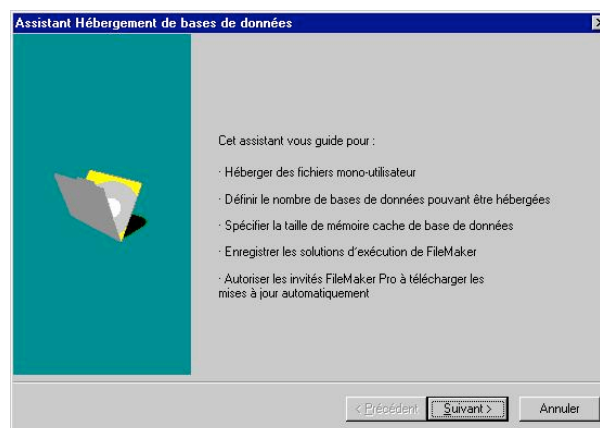 Assistant Hébergement de bases de données
Cet assistant vous guide pour :
· Héberger des fichiers mono-utilisateur
· Définir le nombre de bases de données pouvant être hébergées
· Spécifier la taille de mémoire cache de base de données
· Enregistrer les solutions d'exécution de FileMaker
· Autoriser les invités FileMaker Pro à télécharger les
mises à jour automatiquement
< Précédent Suivant > Annuler